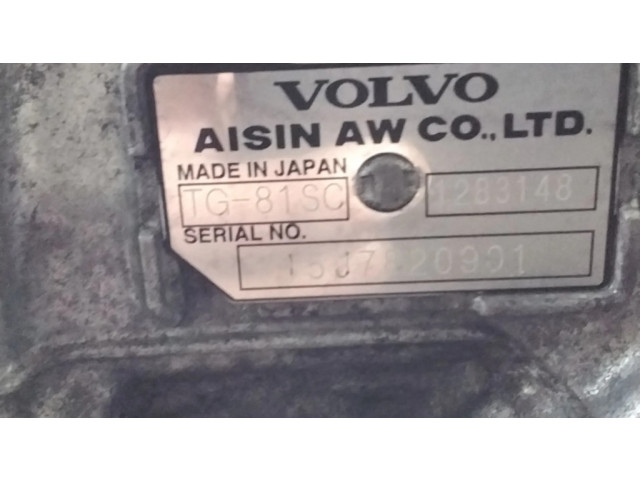 VOLVO
AISIN AW CO., LTD.
MADE IN JAPAN
TG-81SC 1283148
SERIAL NO.